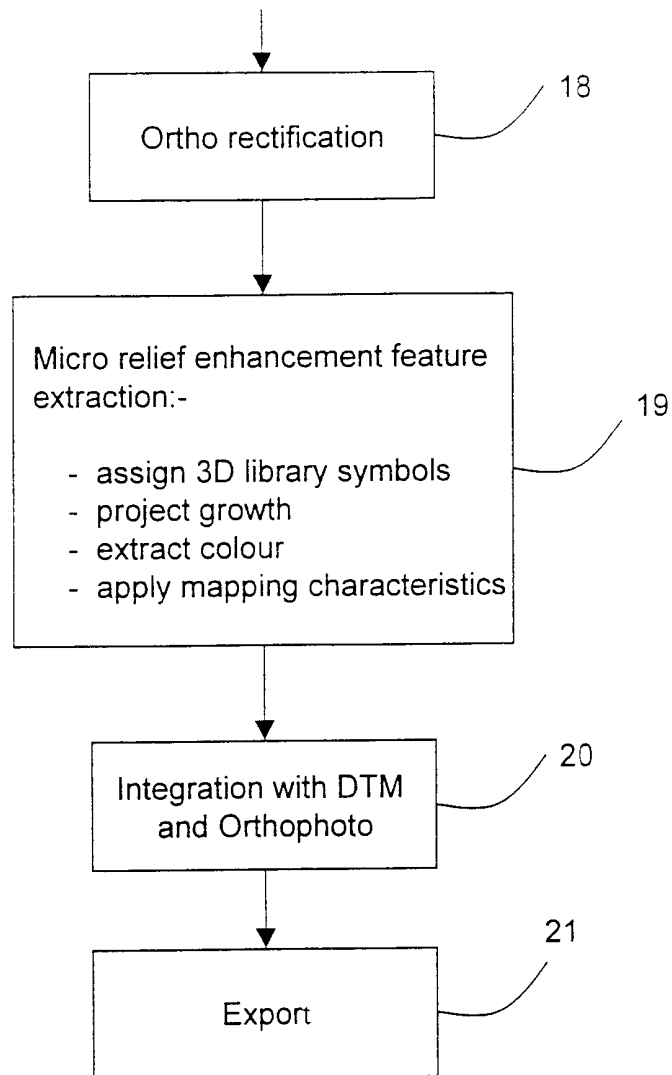 18
Ortho rectification
Micro relief enhancement feature
extraction:-
19
- assign 3D library symbols
- project growth
- extract colour
- apply mapping characteristics
20
Integration with DTM
and Orthophoto
21
Export